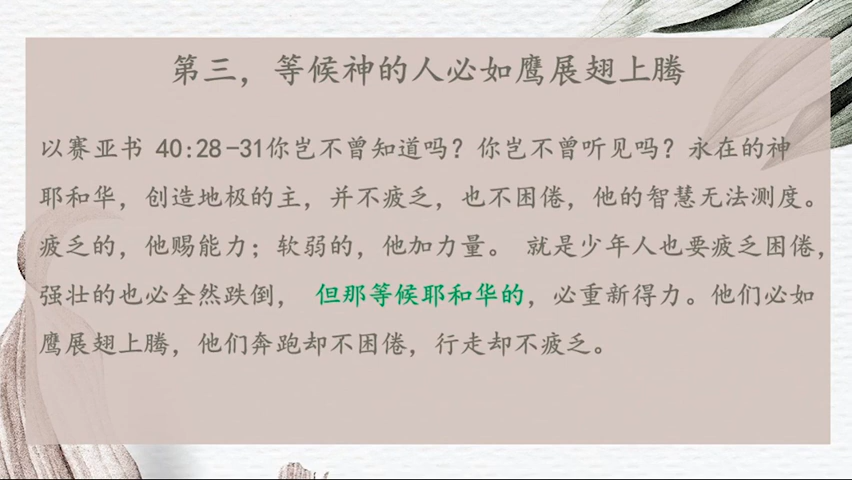 第三，等候神的人必如鹰展翅上腾
以赛亚书 40:28-31你岂不曾知道吗？你岂不曾听见吗？永在的神
耶和华，创造地极的主，并不疲乏，也不困倦，他的智慧无法测度。
疲乏的，他赐能力；软弱的，他加力量。 就是少年人也要疲乏困倦，
强壮的也必全然跌倒， 但那等候耶和华的，必重新得力。他们必如
鹰展翅上腾，他们奔跑却不困倦，行走却不疲乏。